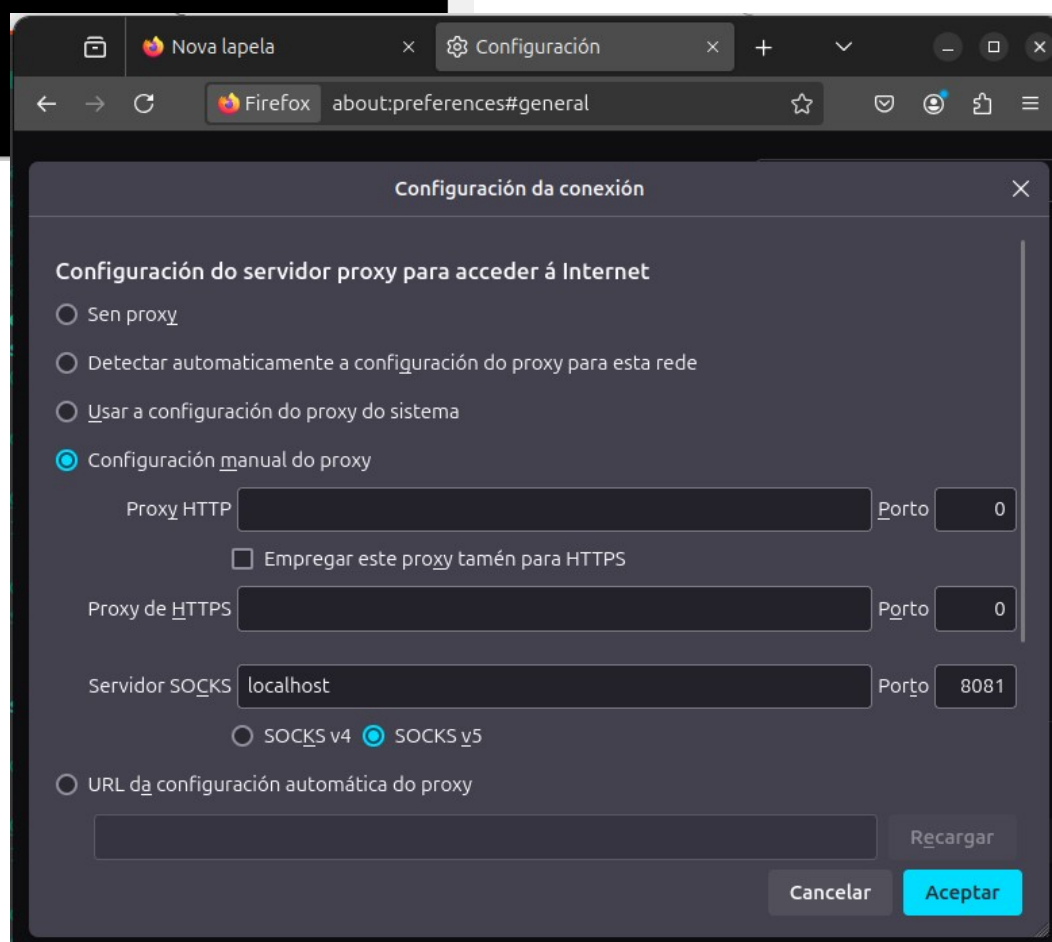 Nova lapela
Configuración
Firefox about:preferences#general
Configuración da conexión
Configuración do servidor proxy para acceder á Internet
Sen proxy
Detectar automaticamente a configuración do proxy para esta rede
Usar a configuración do proxy do sistema
Configuración manual do proxy
Proxy HTTP Porto 0
Empregar este proxy tamén para HTTPS
Proxy de HTTPS Porto 0
Servidor SOCKS localhost Porto 8081
SOCKS v4 SOCKS v5
URL da configuración automática do proxy
Recargar
Cancelar Aceptar